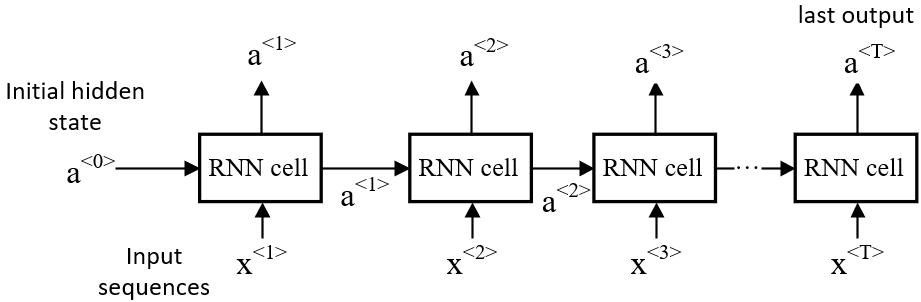 last output
a<1>
a<2>
a<3>
a<T>
Initial hidden
state
a<0>
RNN cell
RNN cell
RNN cell
...
RNN cell
a<1>
a<2>
x<1>
x<2>
x<3>
x<T>
Input
sequences